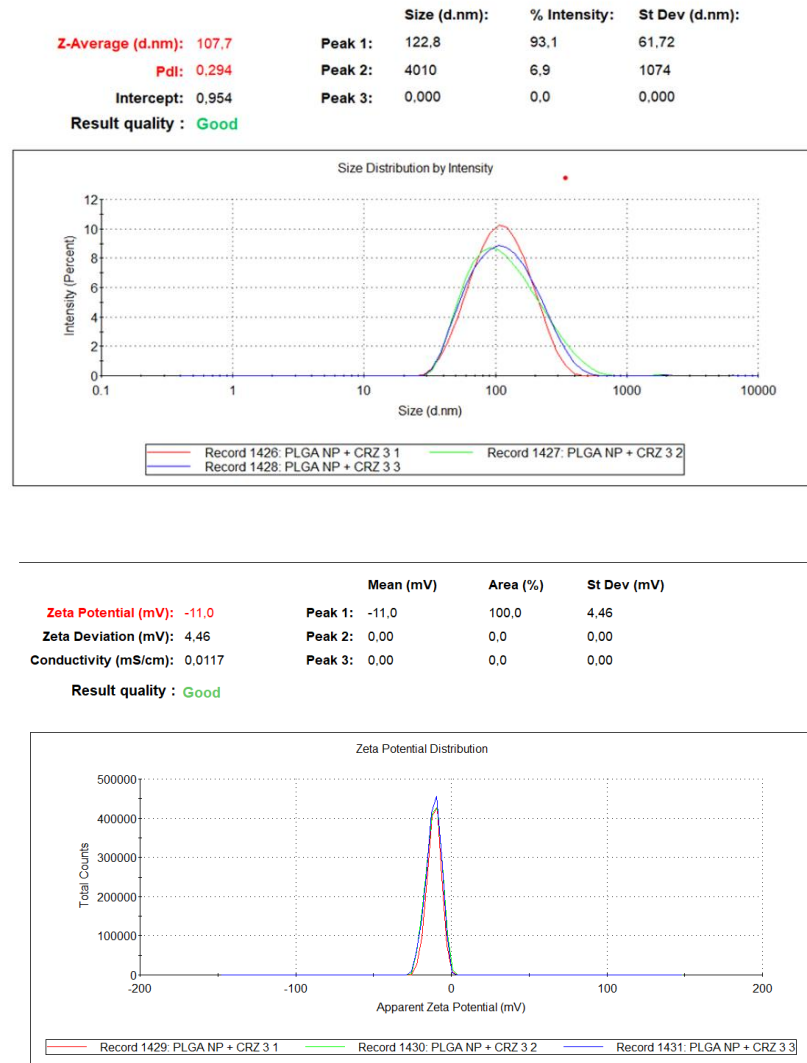 Size (d.nm): % Intensity: St Dev (d.nm):
Z-Average (d.nm): 107,7 Peak 1: 122,8 93,1 61,72
PdI: 0,294 Peak 2: 4010 6,9 1074
Intercept: 0,954 Peak 3: 0,000 0,0 0,000
Result quality : Good
Size Distribution by Intensity
12
10
8
6
4
2
0
Intensity (Percent)
0.1 1 10 100 1000 10000
Size (d.nm)
Record 1426: PLGA NP + CRZ 3 1 Record 1427: PLGA NP + CRZ 3 2
Record 1428: PLGA NP + CRZ 3 3
Mean (mV) Area (%) St Dev (mV)
Zeta Potential (mV): -11,0 Peak 1: -11,0 100,0 4,46
Zeta Deviation (mV): 4,46 Peak 2: 0,00 0,0 0,00
Conductivity (mS/cm): 0,0117 Peak 3: 0,00 0,0 0,00
Result quality : Good
Zeta Potential Distribution
500000
400000
300000
200000
100000
0
Total Counts
-200 -100 0 100 200
Apparent Zeta Potential (mV)
Record 1429: PLGA NP + CRZ 3 1 Record 1430: PLGA NP + CRZ 3 2 Record 1431: PLGA NP + CRZ 3 3